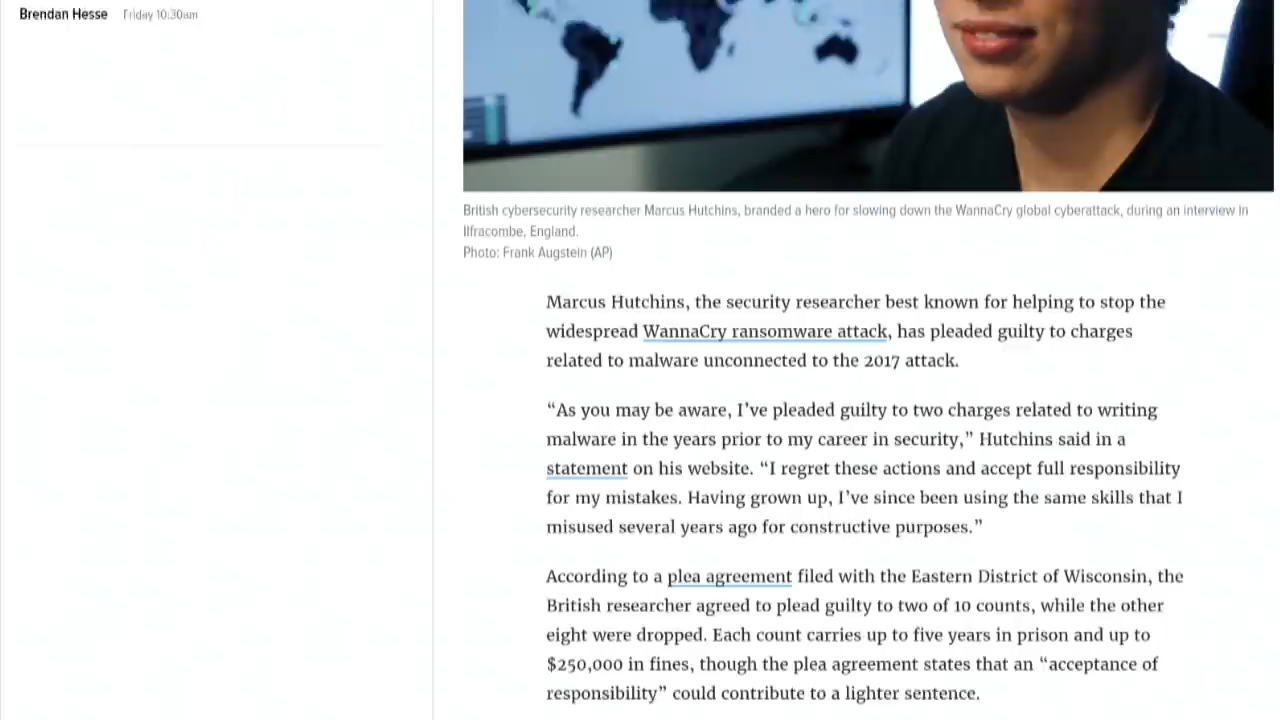 Brendan Hesse Friday 10:30am
British cybersecurity researcher Marcus Hutchins, branded a hero for slowing down the WannaCry global cyberattack, during an interview in
Ilfracombe, England.
Photo: Frank Augstein (AP)
Marcus Hutchins, the security researcher best known for helping to stop the
widespread WannaCry ransomware attack, has pleaded guilty to charges
related to malware unconnected to the 2017 attack.
“As you may be aware, I’ve pleaded guilty to two charges related to writing
malware in the years prior to my career in security,” Hutchins said in a
statement on his website. “I regret these actions and accept full responsibility
for my mistakes. Having grown up, I’ve since been using the same skills that I
misused several years ago for constructive purposes.”
According to a plea agreement filed with the Eastern District of Wisconsin, the
British researcher agreed to plead guilty to two of 10 counts, while the other
eight were dropped. Each count carries up to five years in prison and up to
$250,000 in fines, though the plea agreement states that an “acceptance of
responsibility” could contribute to a lighter sentence.